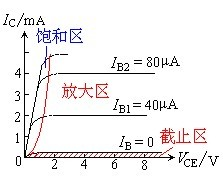 I_C/mA
饱和区
4
3
2
1
0
I_B2 = 80μA
放大区
I_B1 = 40μA
I_B = 0
截止区
2 4 6 8
V_CE/V